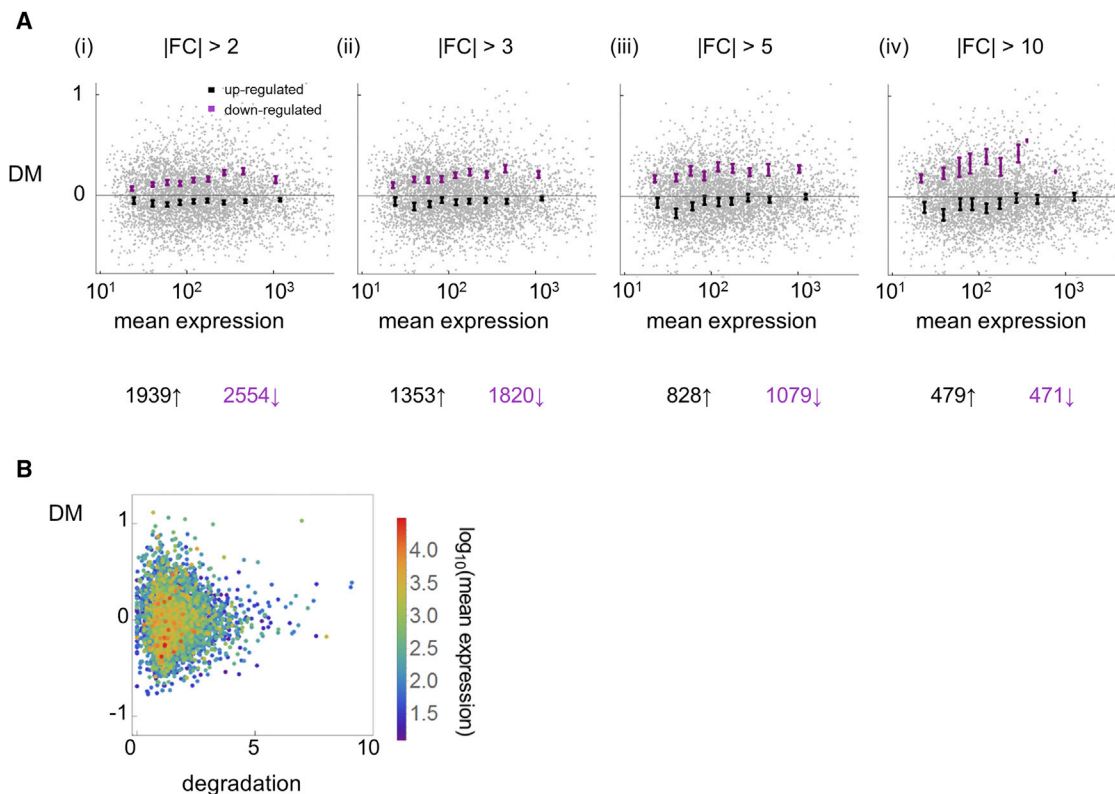 A
(i) |FC| > 2 (ii) |FC| > 3 (iii) |FC| > 5 (iv) |FC| > 10
1
up-regulated
down-regulated
DM
0
10¹ 10² 10³ 10¹ 10² 10³ 10¹ 10² 10³ 10¹ 10² 10³
mean expression mean expression mean expression mean expression
1939↑ 2554↓ 1353↑ 1820↓ 828↑ 1079↓ 479↑ 471↓
B
DM
1
0
-1
0 5 10
degradation
4.0
3.5
3.0
2.5
2.0
1.5
log₁₀(mean expression)